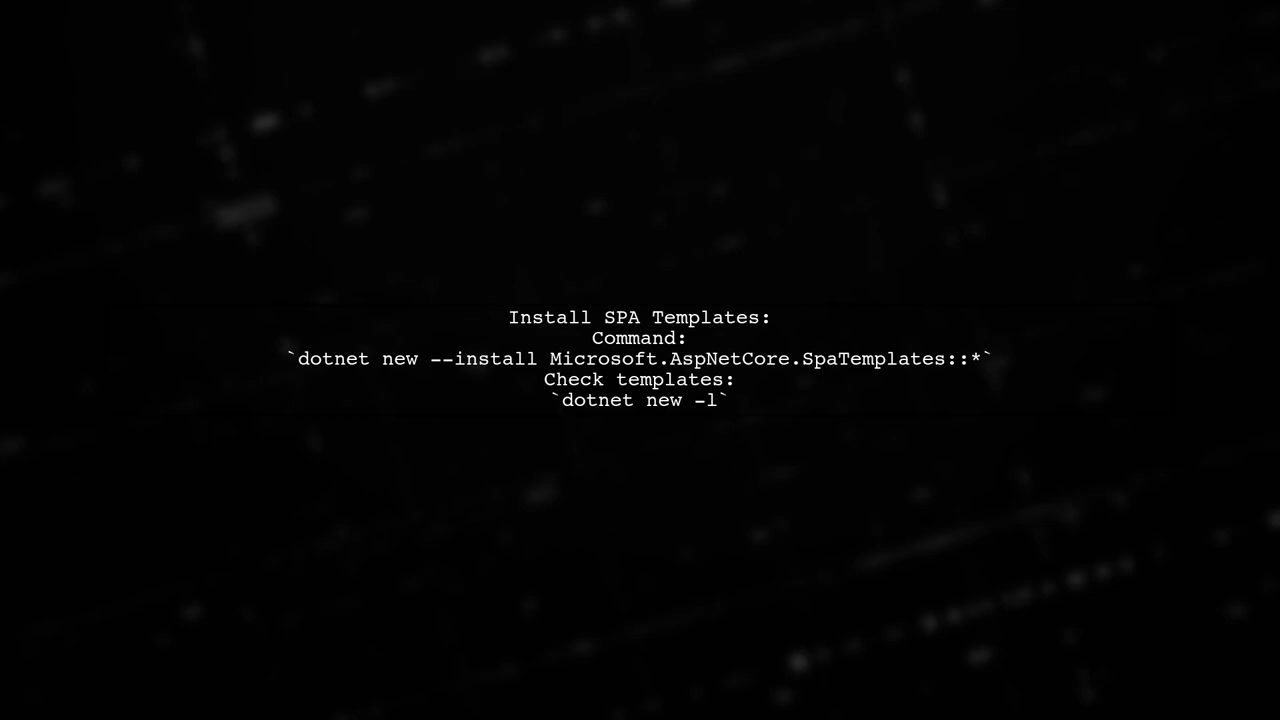 Install SPA Templates:
Command:
`dotnet new --install Microsoft.AspNetCore.SpaTemplates::*`
Check templates:
`dotnet new -l`